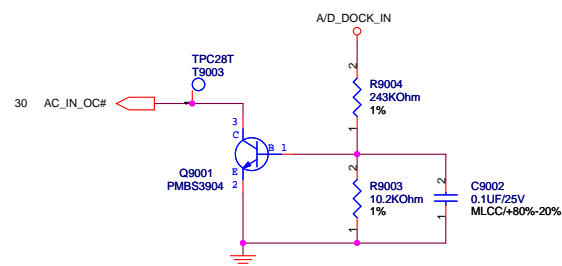 A/D_DOCK_IN
TPC28T
T9003
30 AC_IN_OC#
2
R9004
243KOhm
1%
1
3
C
B 1
E
2
Q9001
PMBS3904
2
R9003
10.2KOhm
1%
1
2
C9002
0.1UF/25V
MLCC/+80%-20%
1